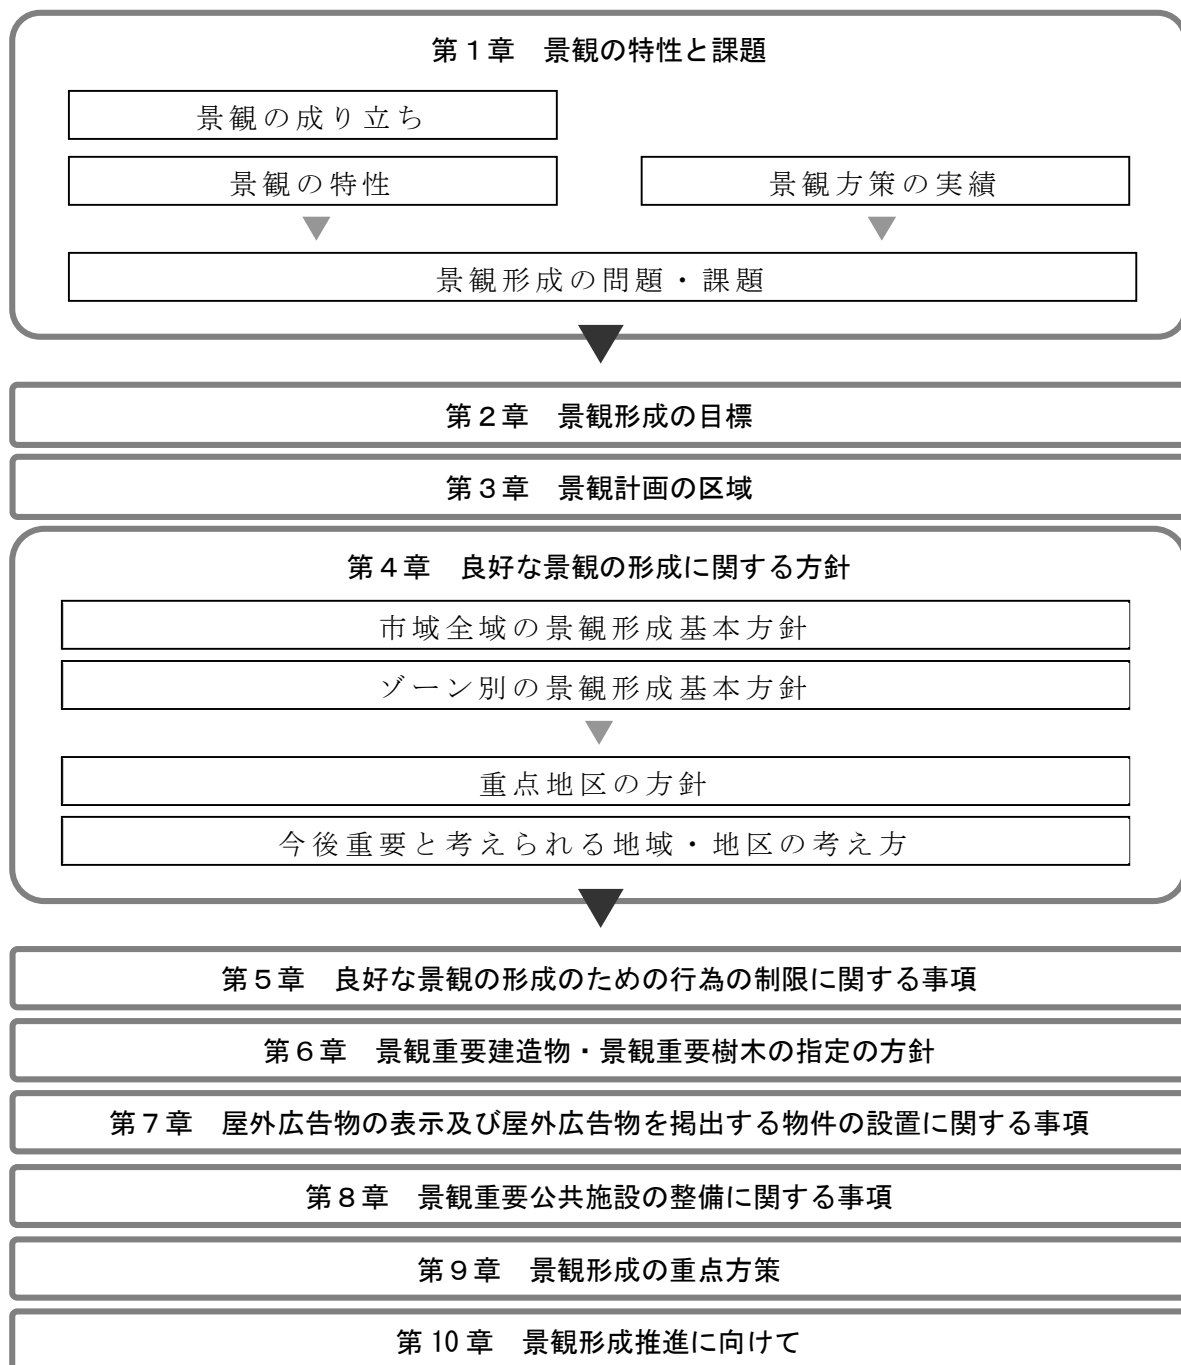 第1章　景観の特性と課題
景観の成り立ち
景観の特性
景観方策の実績
景観形成の問題・課題
第2章　景観形成の目標
第3章　景観計画の区域
第4章　良好な景観の形成に関する方針
市域全域の景観形成基本方針
ゾーン別の景観形成基本方針
重点地区の方針
今後重要と考えられる地域・地区の考え方
第5章　良好な景観の形成のための行為の制限に関する事項
第6章　景観重要建造物・景観重要樹木の指定の方針
第7章　屋外広告物の表示及び屋外広告物を掲出する物件の設置に関する事項
第8章　景観重要公共施設の整備に関する事項
第9章　景観形成の重点方策
第10章　景観形成推進に向けて